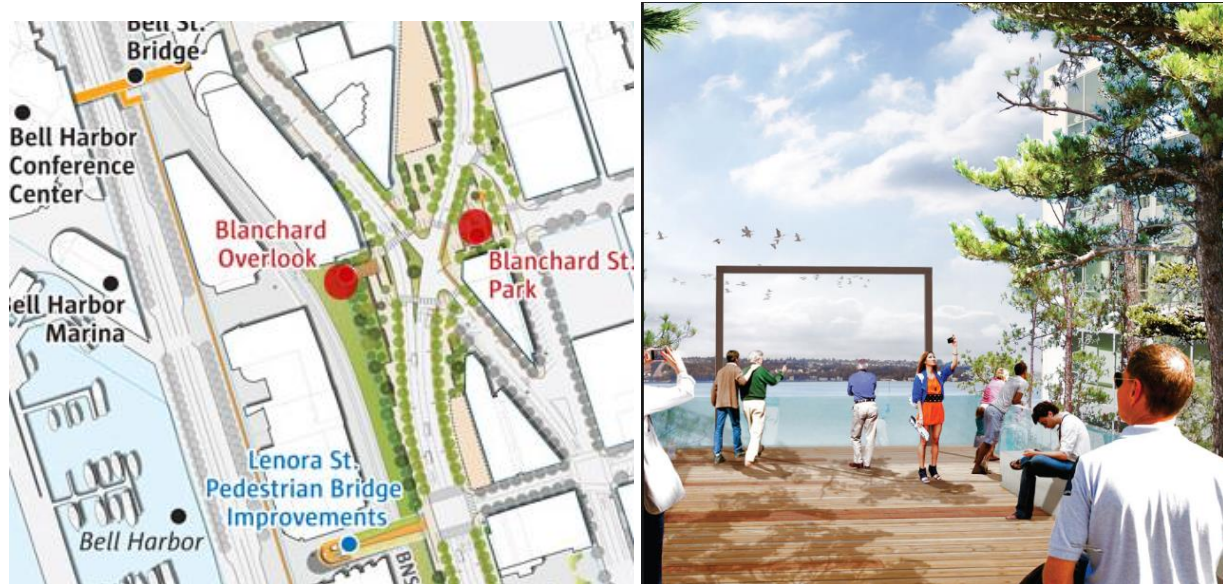 Bell St.
Bridge
Bell Harbor
Conference
Center
Blanchard
Overlook
Blanchard St.
Park
ell Harbor
Marina
Lenora St.
Pedestrian Bridge
Improvements
Bell Harbor
BNS